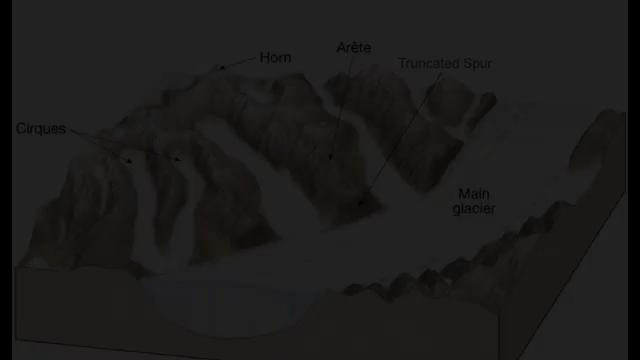 Arête
Horn
Truncated Spur
Cirques
Main
glacier